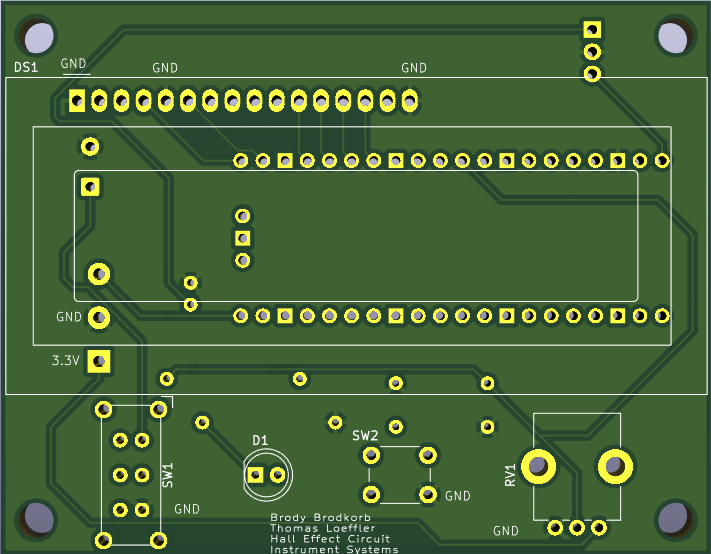 DS1
GND
GND
GND
GND
3.3V
D1
SW2
SW1
RV1
GND
GND
GND
Brody Brodkorb
Thomas Loeffler
Hall Effect Circuit
Instrument Systems